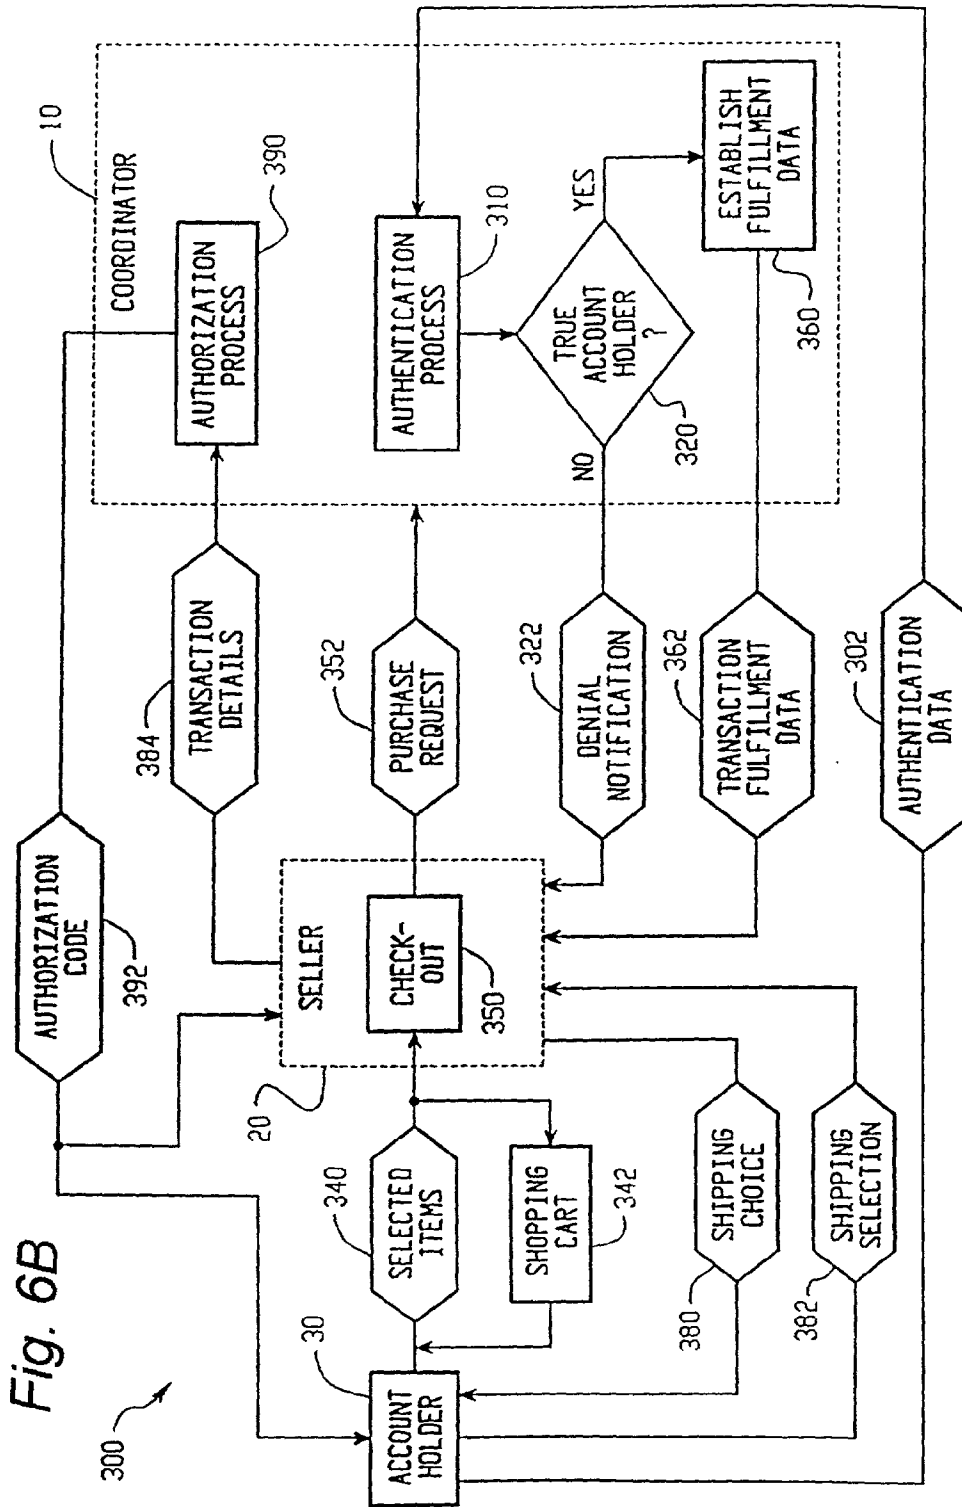 Fig. 6B
300
AUTHORIZATION
CODE
392
10
COORDINATOR
384
TRANSACTION
DETAILS
AUTHORIZATION
PROCESS
390
20
SELLER
30
ACCOUNT
HOLDER
340
SELECTED
ITEMS
CHECK-
OUT
350
352
PURCHASE
REQUEST
AUTHENTICATION
PROCESS
310
SHOPPING
CART
342
322
DENIAL
NOTIFICATION
NO
TRUE
ACCOUNT
HOLDER
?
320
YES
380
SHIPPING
CHOICE
362
TRANSACTION
FULFILLMENT
DATA
ESTABLISH
FULFILLMENT
DATA
360
382
SHIPPING
SELECTION
302
AUTHENTICATION
DATA